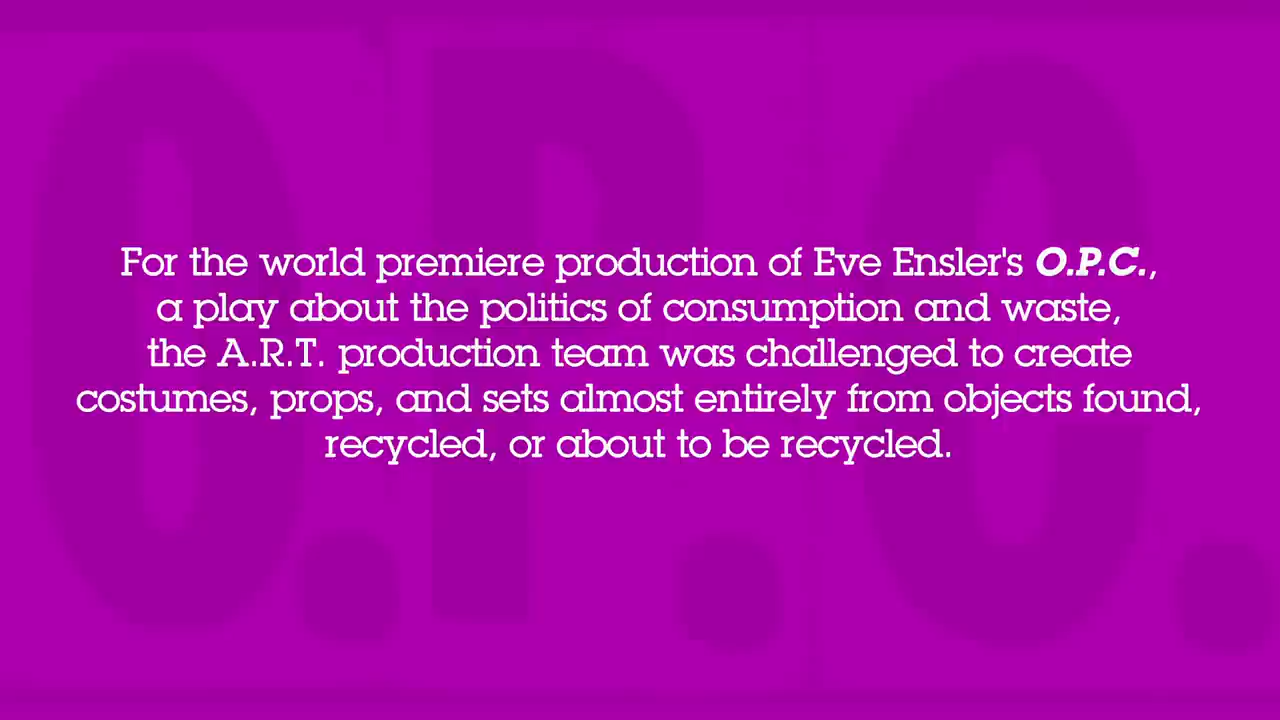 O.P.C.
For the world premiere production of Eve Ensler's O.P.C.,
a play about the politics of consumption and waste,
the A.R.T. production team was challenged to create
costumes, props, and sets almost entirely from objects found,
recycled, or about to be recycled.